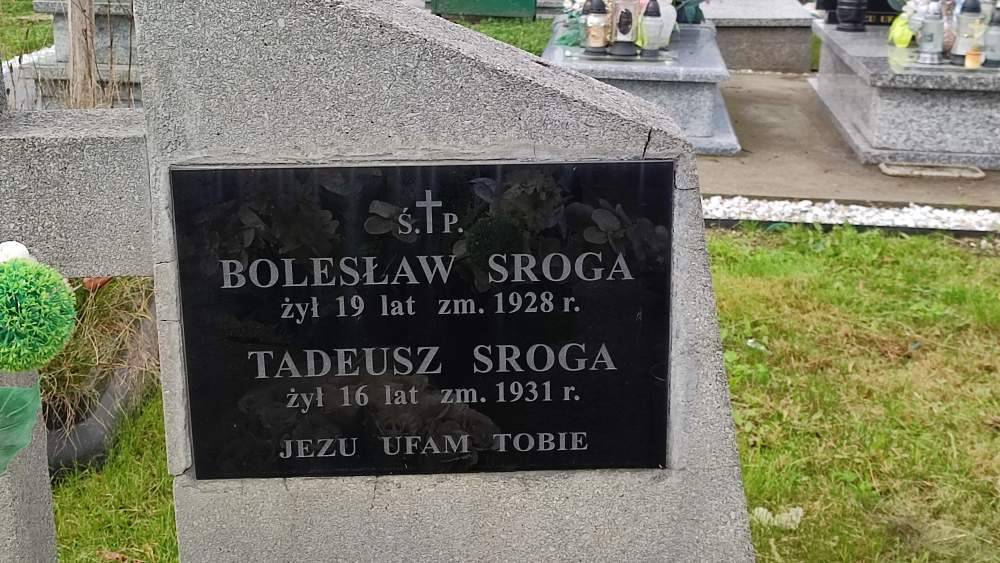 Ś.†P.
BOLESŁAW SROGA
żył 19 lat zm. 1928 r.
TADEUSZ SROGA
żył 16 lat zm. 1931 r.
JEZU UFAM TOBIE